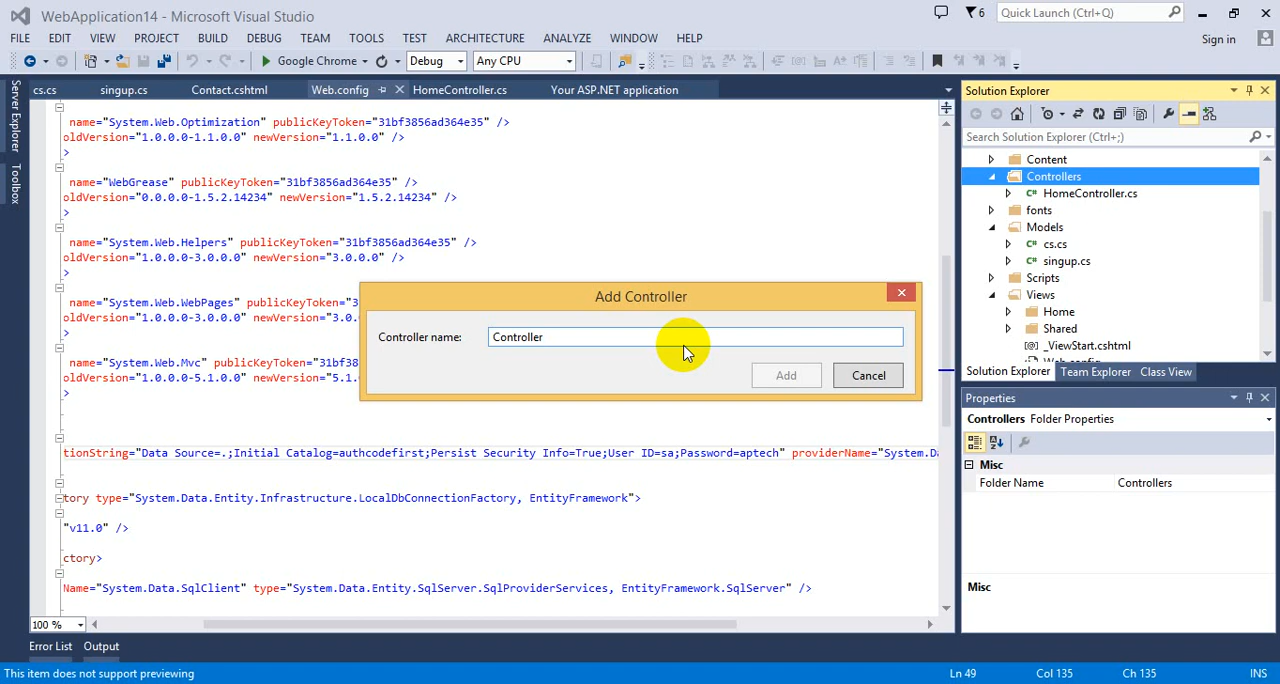 WebApplication14 - Microsoft Visual Studio
6
Quick Launch (Ctrl+Q)
FILE EDIT VIEW PROJECT BUILD DEBUG TEAM TOOLS TEST ARCHITECTURE ANALYZE WINDOW HELP
Sign in
Google Chrome
Debug
Any CPU
Server Explorer
Toolbox
cs.cs
singup.cs
Contact.cshtml
Web.config
HomeController.cs
Your ASP.NET application
name="System.Web.Optimization" publicKeyToken="31bf3856ad364e35" />
oldVersion="1.0.0.0-1.1.0.0" newVersion="1.1.0.0" />
>
name="WebGrease" publicKeyToken="31bf3856ad364e35" />
oldVersion="0.0.0.0-1.5.2.14234" newVersion="1.5.2.14234" />
>
name="System.Web.Helpers" publicKeyToken="31bf3856ad364e35" />
oldVersion="1.0.0.0-3.0.0.0" newVersion="3.0.0.0" />
>
name="System.Web.WebPages" publicKeyToken="3
oldVersion="1.0.0.0-3.0.0.0" newVersion="3.0.
>
name="System.Web.Mvc" publicKeyToken="31bf38
oldVersion="1.0.0.0-5.1.0.0" newVersion="5.1.
>
tionString="Data Source=.;Initial Catalog=authcodefirst;Persist Security Info=True;User ID=sa;Password=aptech" providerName="System.Da
tory type="System.Data.Entity.Infrastructure.LocalDbConnectionFactory, EntityFramework">
"v11.0" />
ctory>
Name="System.Data.SqlClient" type="System.Data.Entity.SqlServer.SqlProviderServices, EntityFramework.SqlServer" />
100 %
Add Controller
Controller name:
Controller
Add
Cancel
Solution Explorer
Search Solution Explorer (Ctrl+;)
Content
Controllers
C# HomeController.cs
fonts
Models
C# cs.cs
C# singup.cs
Scripts
Views
Home
Shared
_ViewStart.cshtml
Web.config
Solution Explorer Team Explorer Class View
Properties
Controllers Folder Properties
Misc
Folder Name Controllers
Misc
Error List Output
This item does not support previewing
Ln 49
Col 135
Ch 135
INS